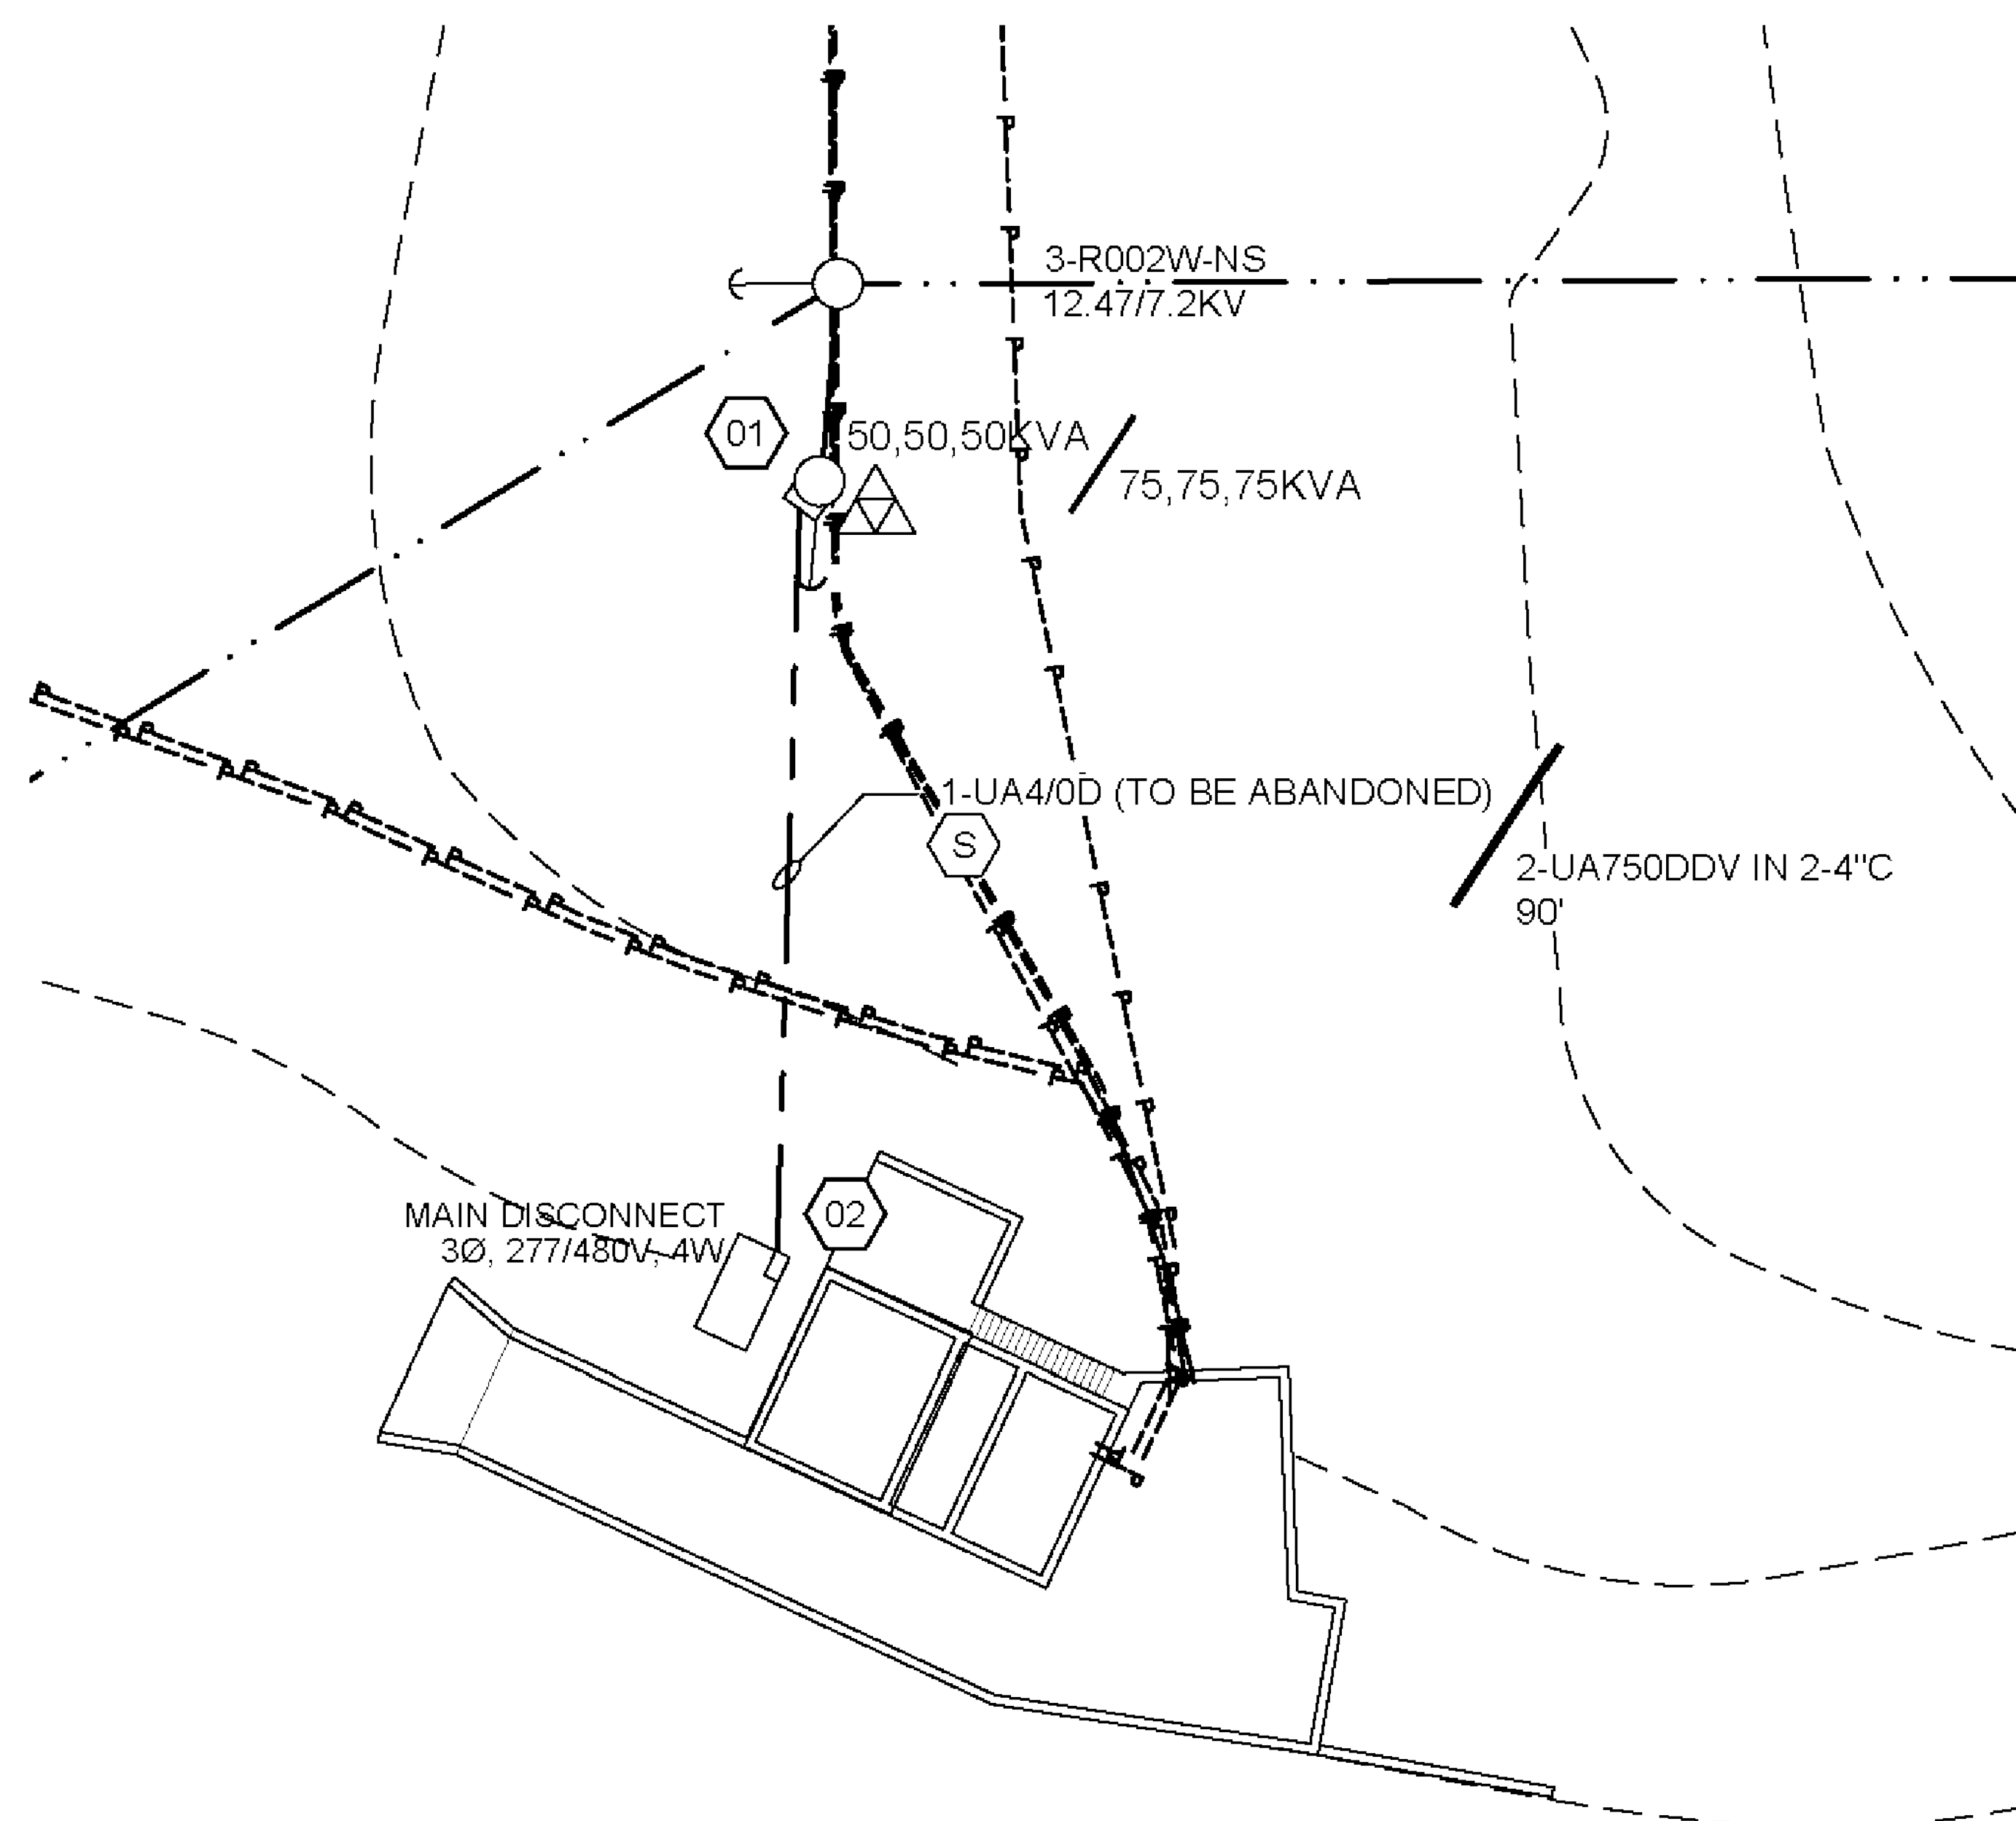 3-R002W-NS
12.47/7.2KV
01
50,50,50KVA
75,75,75KVA
1-UA4/0D (TO BE ABANDONED)
S
2-UA750DDV IN 2-4"C
90'
MAIN DISCONNECT
3Ø, 277/480V, 4W
02